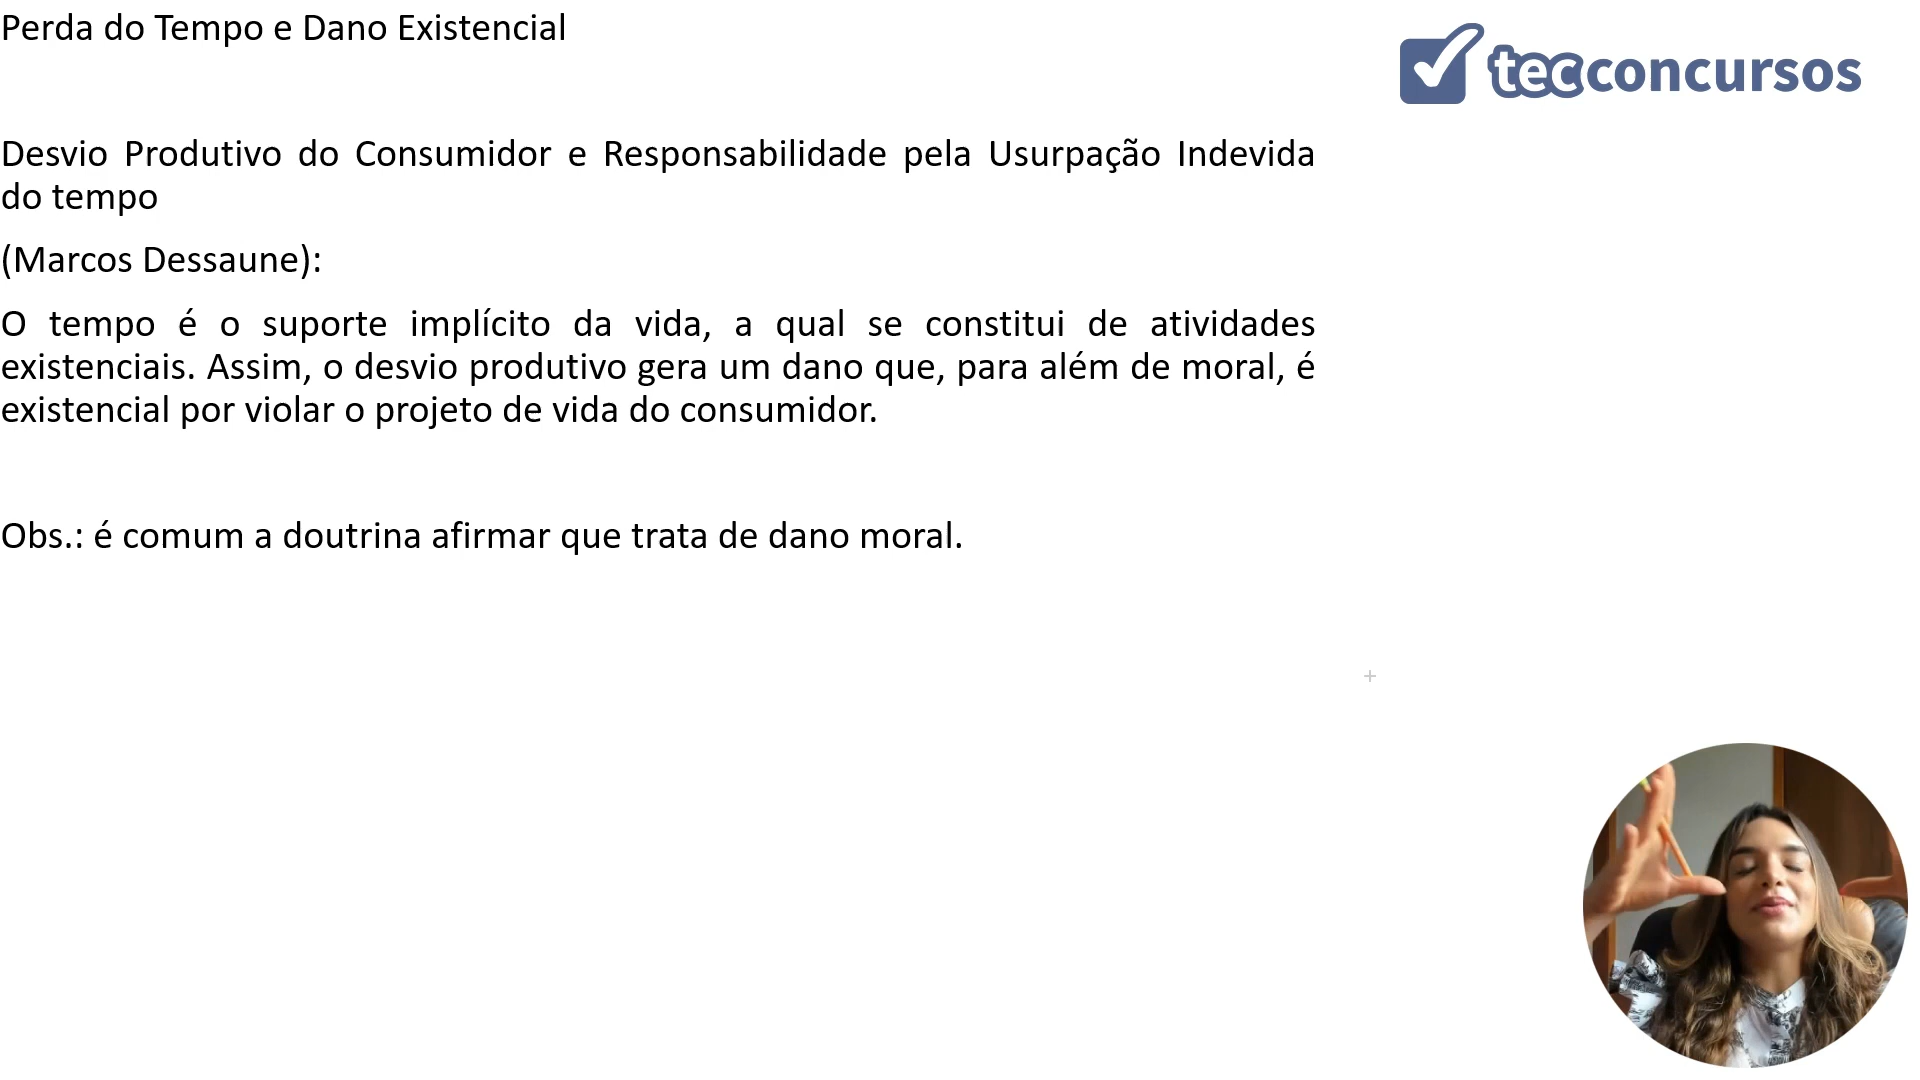 Perda do Tempo e Dano Existencial
tecconcursos
Desvio Produtivo do Consumidor e Responsabilidade pela Usurpação Indevida
do tempo
(Marcos Dessaune):
O tempo é o suporte implícito da vida, a qual se constitui de atividades
existenciais. Assim, o desvio produtivo gera um dano que, para além de moral, é
existencial por violar o projeto de vida do consumidor.
Obs.: é comum a doutrina afirmar que trata de dano moral.